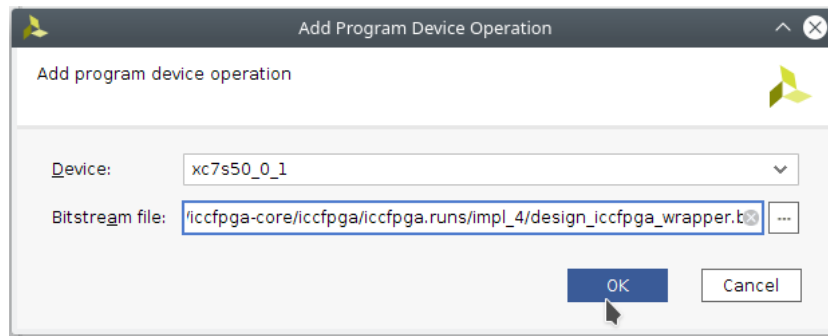 Add Program Device Operation
Add program device operation
Device: xc7s50_0_1
Bitstream file: /iccfpga-core/iccfpga/iccfpga.runs/impl_4/design_iccfpga_wrapper.b
...
OK Cancel